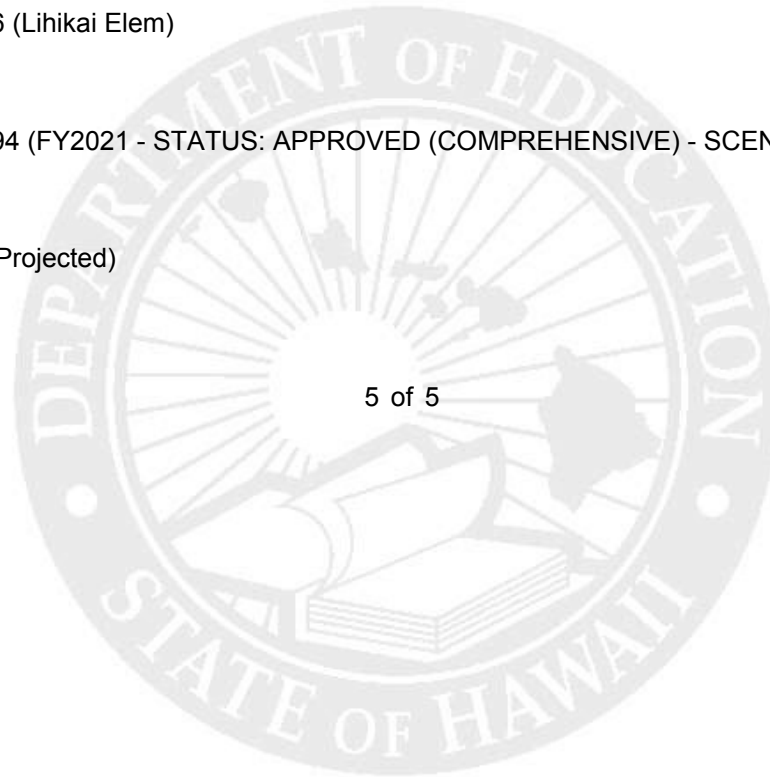 6 (Lihikai Elem)
94 (FY2021 - STATUS: APPROVED (COMPREHENSIVE) - SCEN
Projected)
5 of 5
DEPARTMENT OF EDUCATION
STATE OF HAWAII